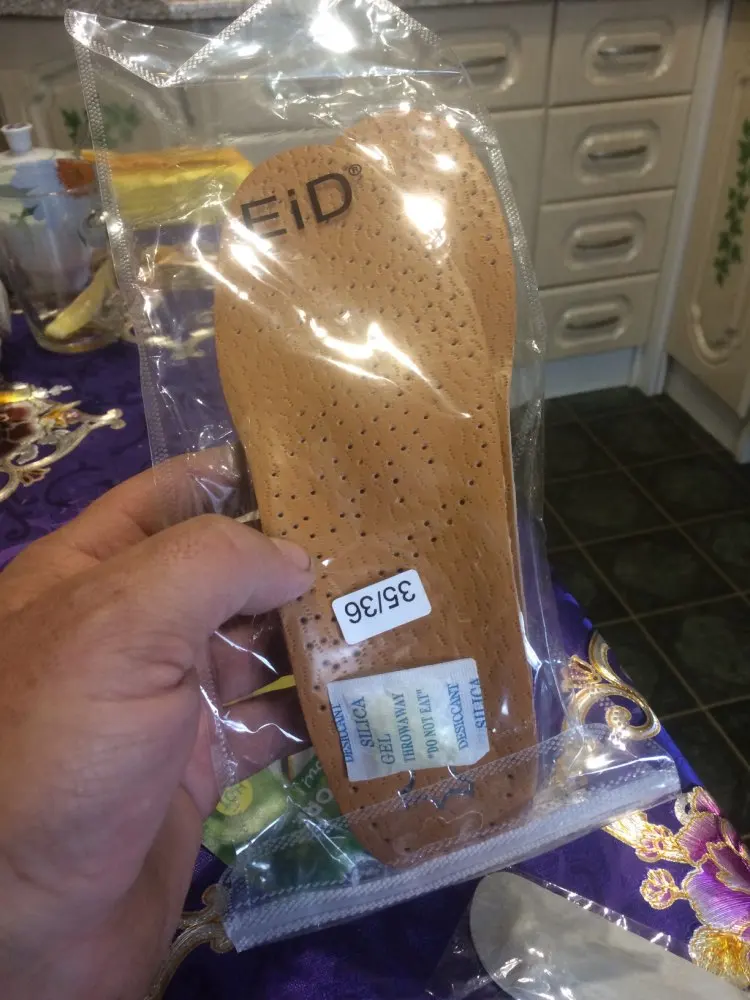 EiD®
35/36
DESICCANT
SILICA
GEL
THROWAWAY
"DO NOT EAT"
DESICCANT
SILICA